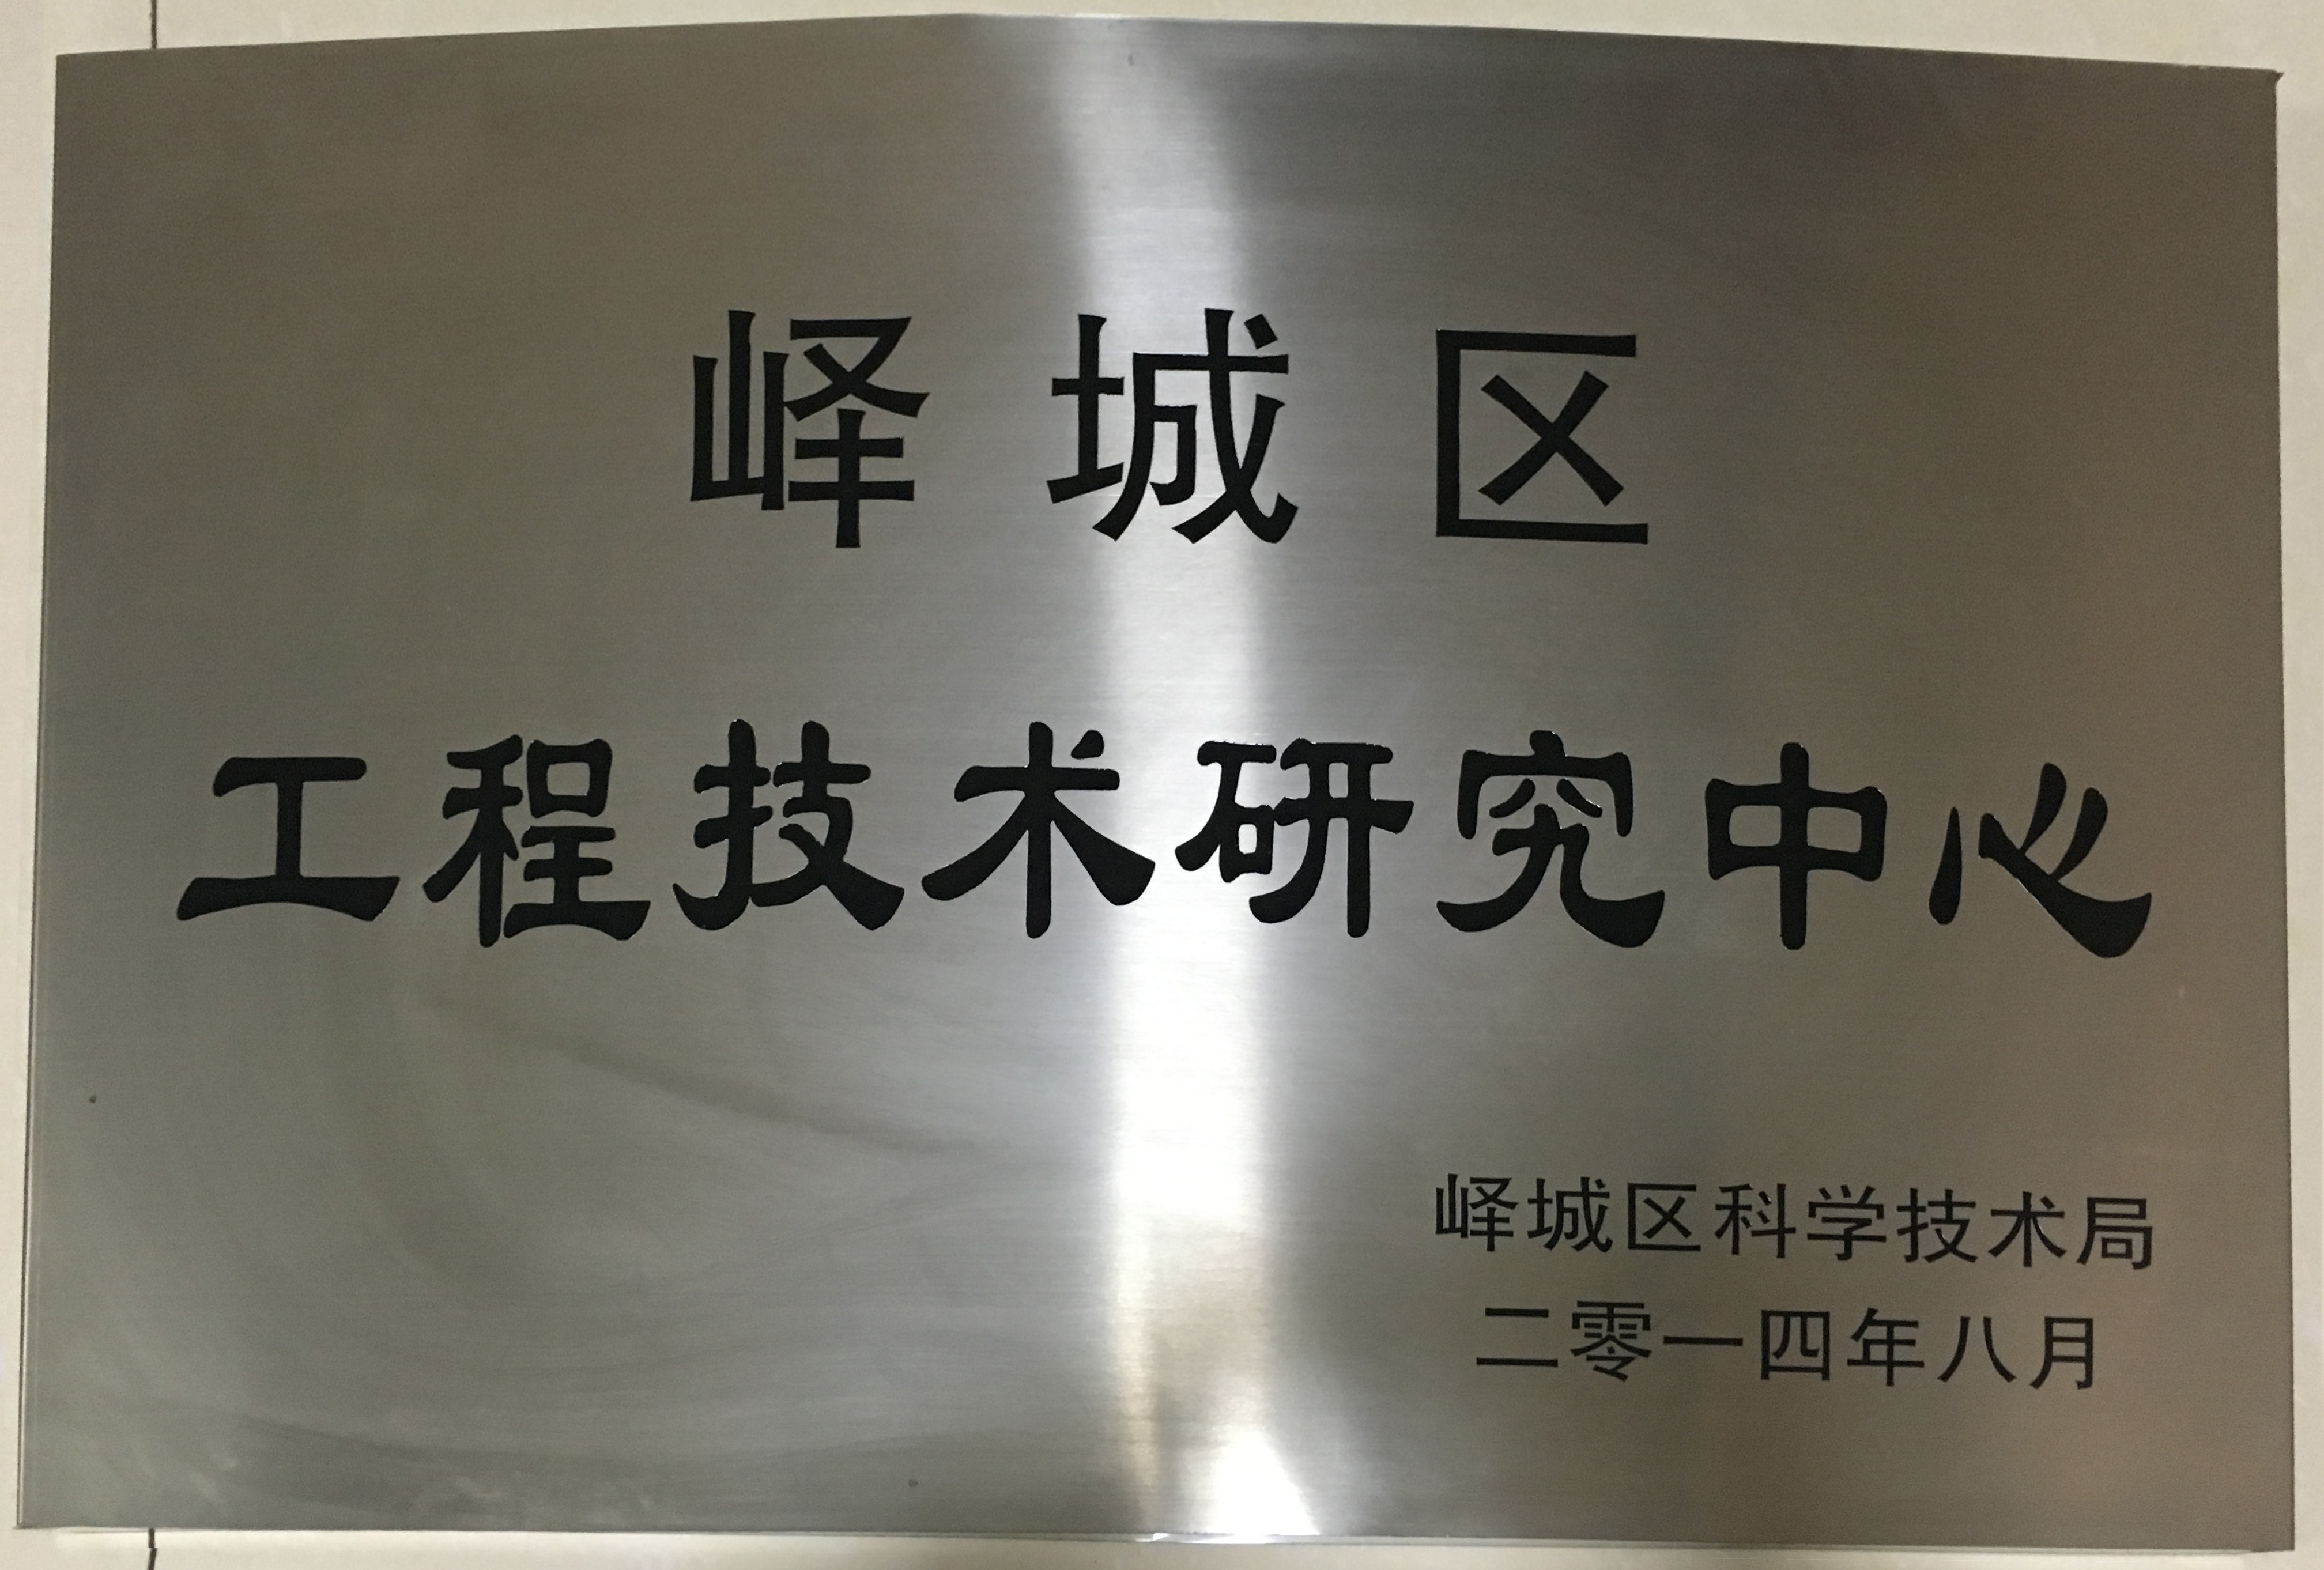 峄城区
工程技术研究中心
峄城区科学技术局
二零一四年八月